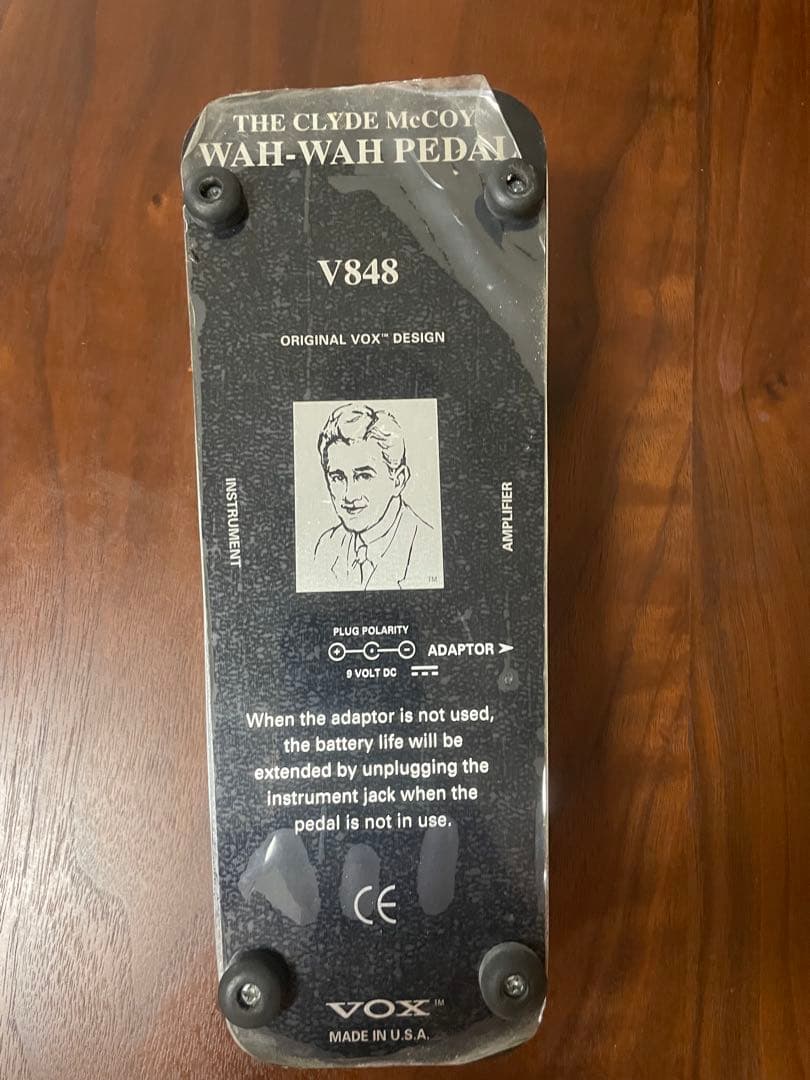 THE CLYDE McCOY
WAH-WAH PEDAL
V848
ORIGINAL VOX™ DESIGN
INSTRUMENT
AMPLIFIER
TM
PLUG POLARITY
+ - ADAPTOR
9 VOLT DC
When the adaptor is not used,
the battery life will be
extended by unplugging the
instrument jack when the
pedal is not in use.
CE
VOX™
MADE IN U.S.A.